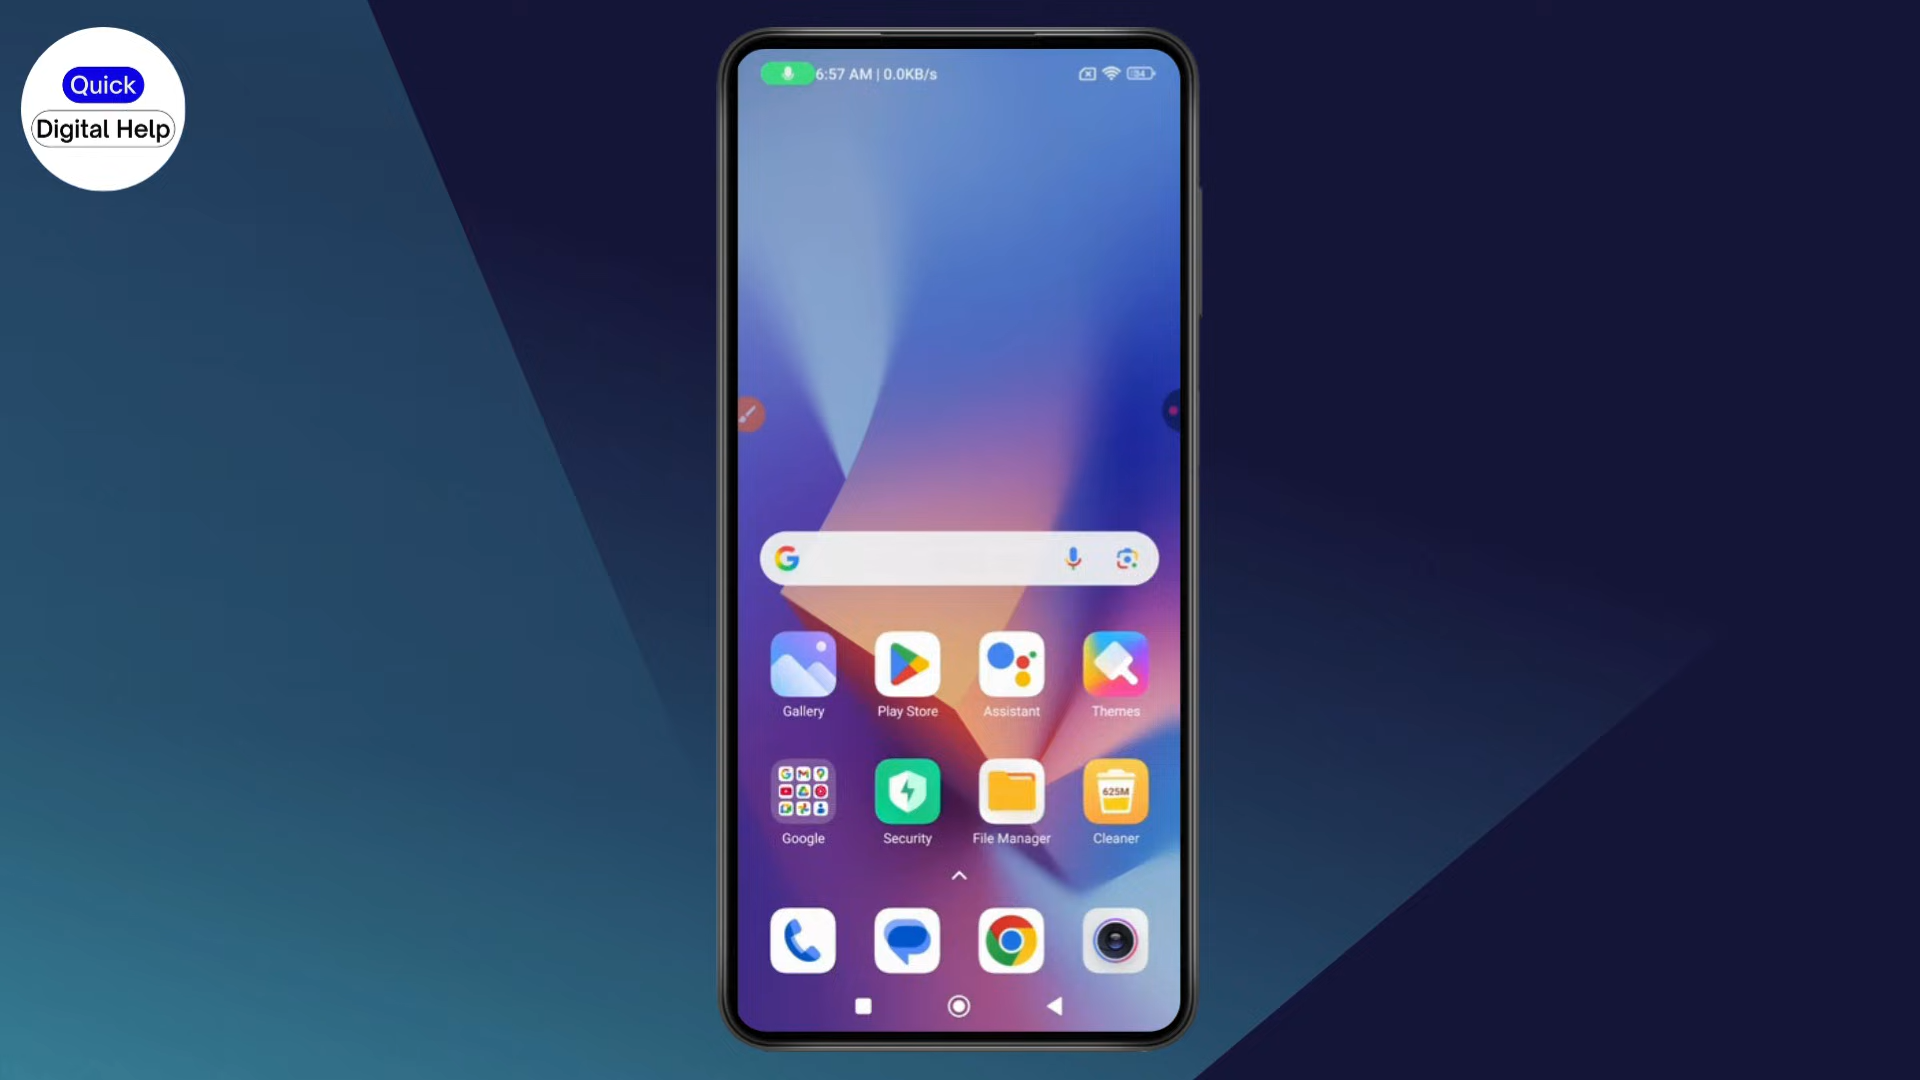 Quick
Digital Help
6:57 AM | 0.0KB/s
34
Gallery
Play Store
Assistant
Themes
625M
Google
Security
File Manager
Cleaner